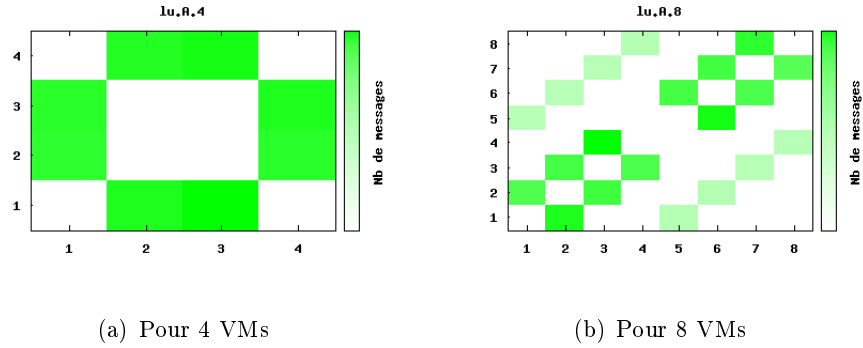 lu.A.4
4
3
2
1
1 2 3 4
Nb de messages
(a) Pour 4 VMs
lu.A.8
8
7
6
5
4
3
2
1
1 2 3 4 5 6 7 8
Nb de messages
(b) Pour 8 VMs